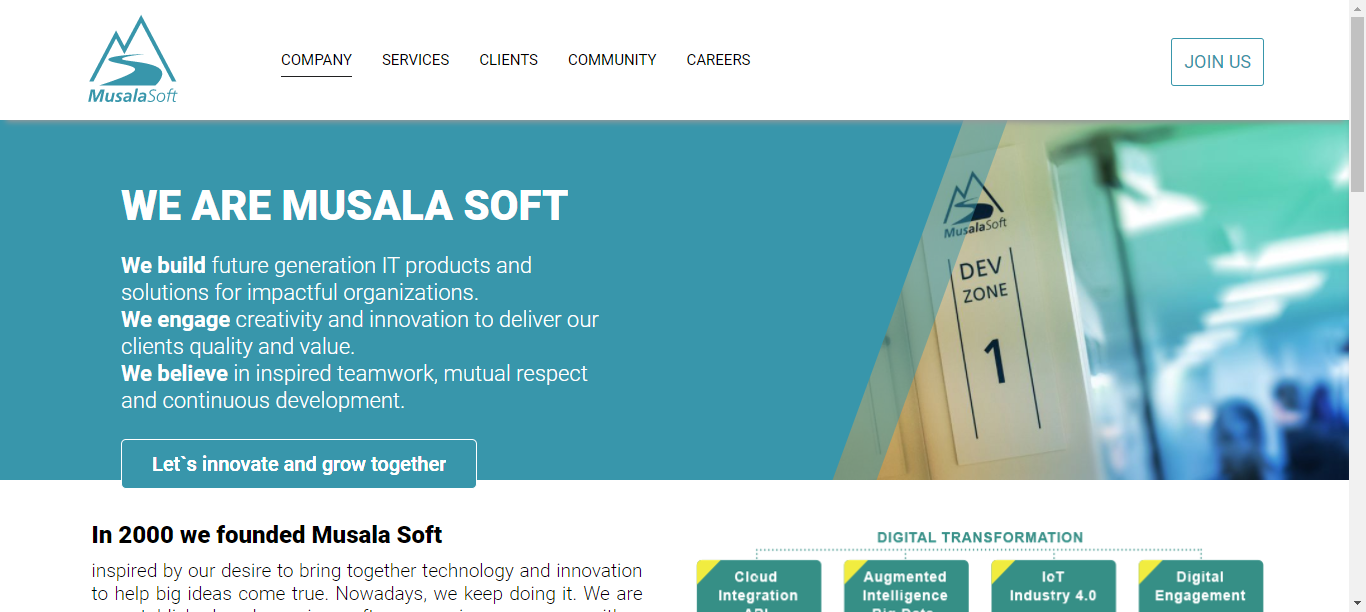 MusalaSoft
COMPANY
SERVICES
CLIENTS
COMMUNITY
CAREERS
JOIN US
WE ARE MUSALA SOFT
We build future generation IT products and
solutions for impactful organizations.
We engage creativity and innovation to deliver our
clients quality and value.
We believe in inspired teamwork, mutual respect
and continuous development.
Let`s innovate and grow together
MusalaSoft
DEV
ZONE
1
In 2000 we founded Musala Soft
inspired by our desire to bring together technology and innovation
to help big ideas come true. Nowadays, we keep doing it. We are
DIGITAL TRANSFORMATION
Cloud
Integration
API
Augmented
Intelligence
Big Data
IoT
Industry 4.0
Digital
Engagement